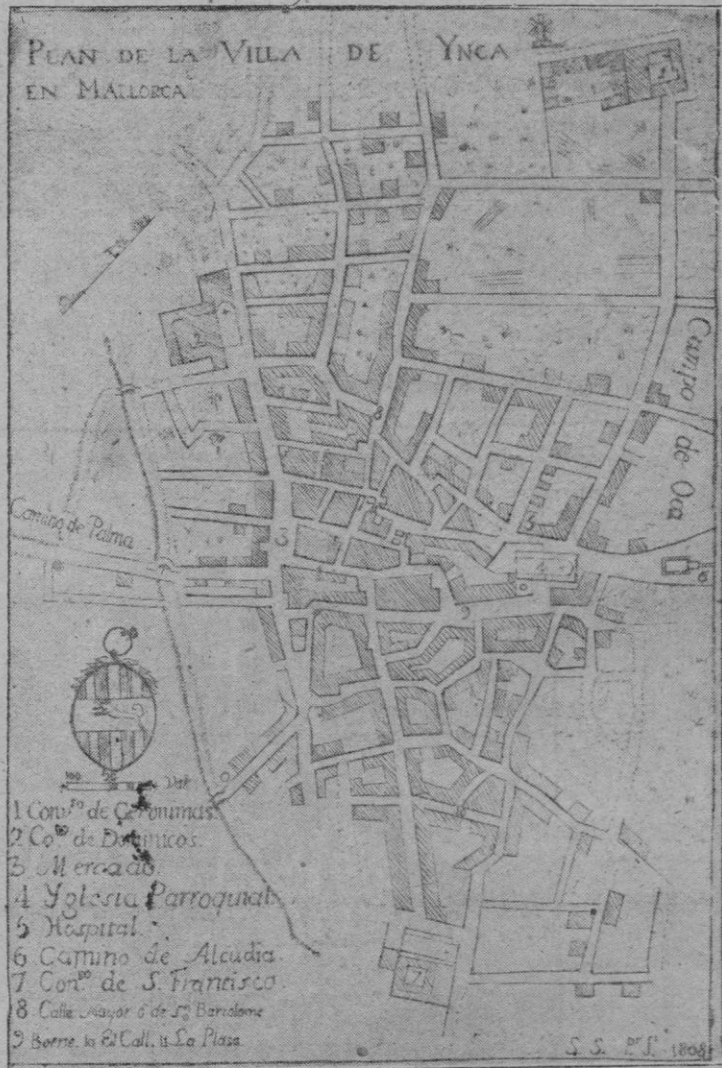 PLAN DE LA VILLA DE YNCA
EN MALLORCA
Campo de Oca
Camino de Palma
1 Conv.to de Geronimas.
2 Co.to de Dominicos.
3 Mercado.
4 Yglesia Parroquial.
5 Hospital.
6 Camino de Alcudia.
7 Con.to de S. Francisco.
8 Calle Mayor ó de S.n Bartolome
9 Borne. 10 El Call. 11 La Plasa.
S. S. 1808